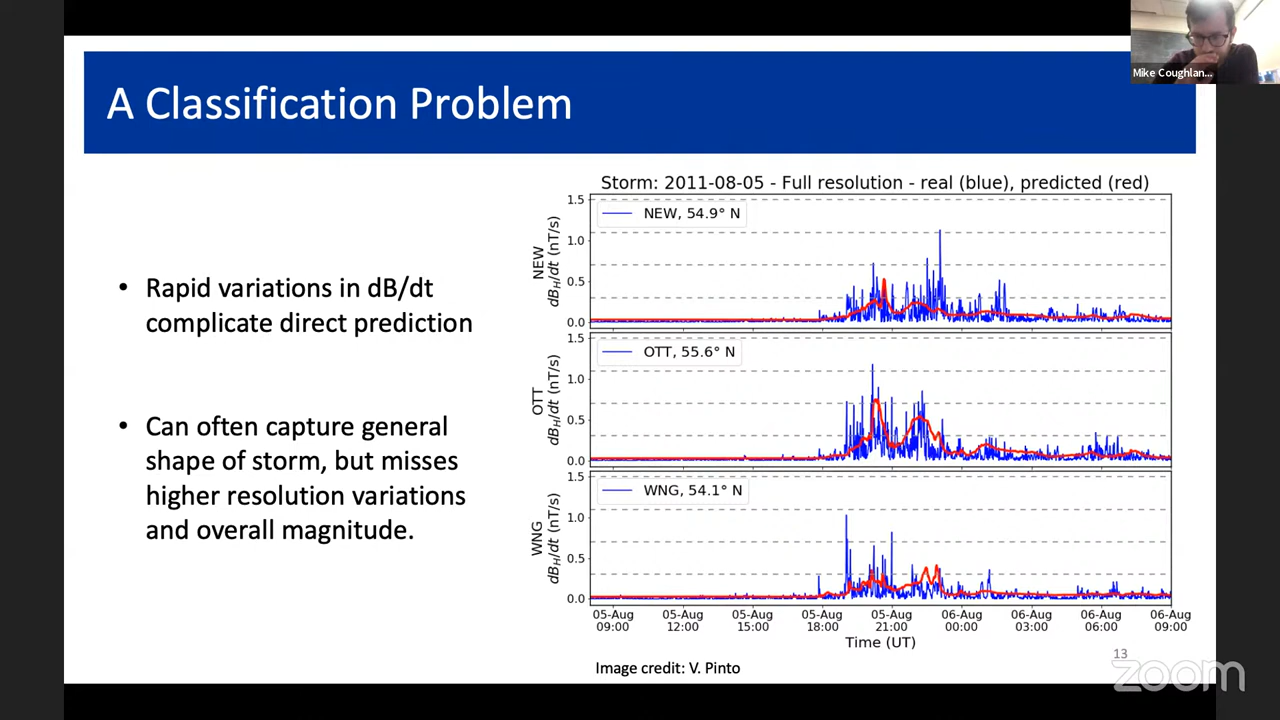 Mike Coughlan...
A Classification Problem
• Rapid variations in dB/dt
complicate direct prediction
• Can often capture general
shape of storm, but misses
higher resolution variations
and overall magnitude.
Storm: 2011-08-05 - Full resolution - real (blue), predicted (red)
NEW
dB_H/dt (nT/s)
1.5
1.0
0.5
0.0
NEW, 54.9° N
OTT
dB_H/dt (nT/s)
1.5
1.0
0.5
0.0
OTT, 55.6° N
WNG
dB_H/dt (nT/s)
1.5
1.0
0.5
0.0
WNG, 54.1° N
05-Aug 05-Aug 05-Aug 05-Aug 05-Aug 06-Aug 06-Aug 06-Aug 06-Aug
09:00 12:00 15:00 18:00 21:00 00:00 03:00 06:00 09:00
Time (UT)
Image credit: V. Pinto
13
zoom